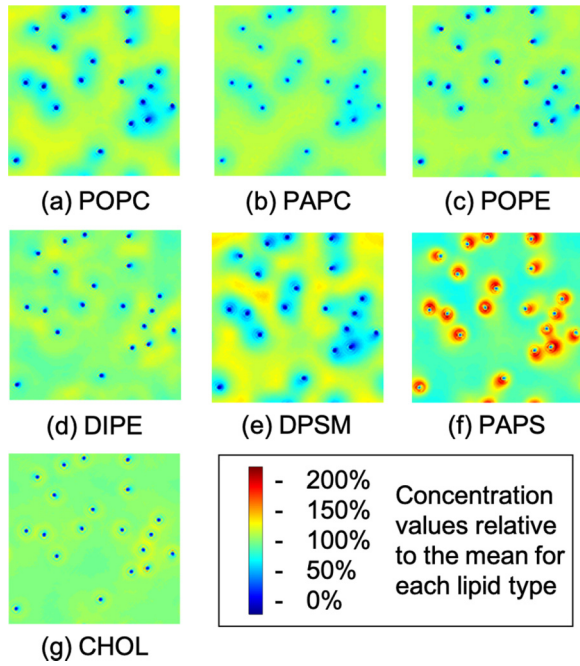 (a) POPC
(b) PAPC
(c) POPE
(d) DIPE
(e) DPSM
(f) PAPS
(g) CHOL
- 200%
- 150%
- 100%
- 50%
- 0%
Concentration
values relative
to the mean for
each lipid type